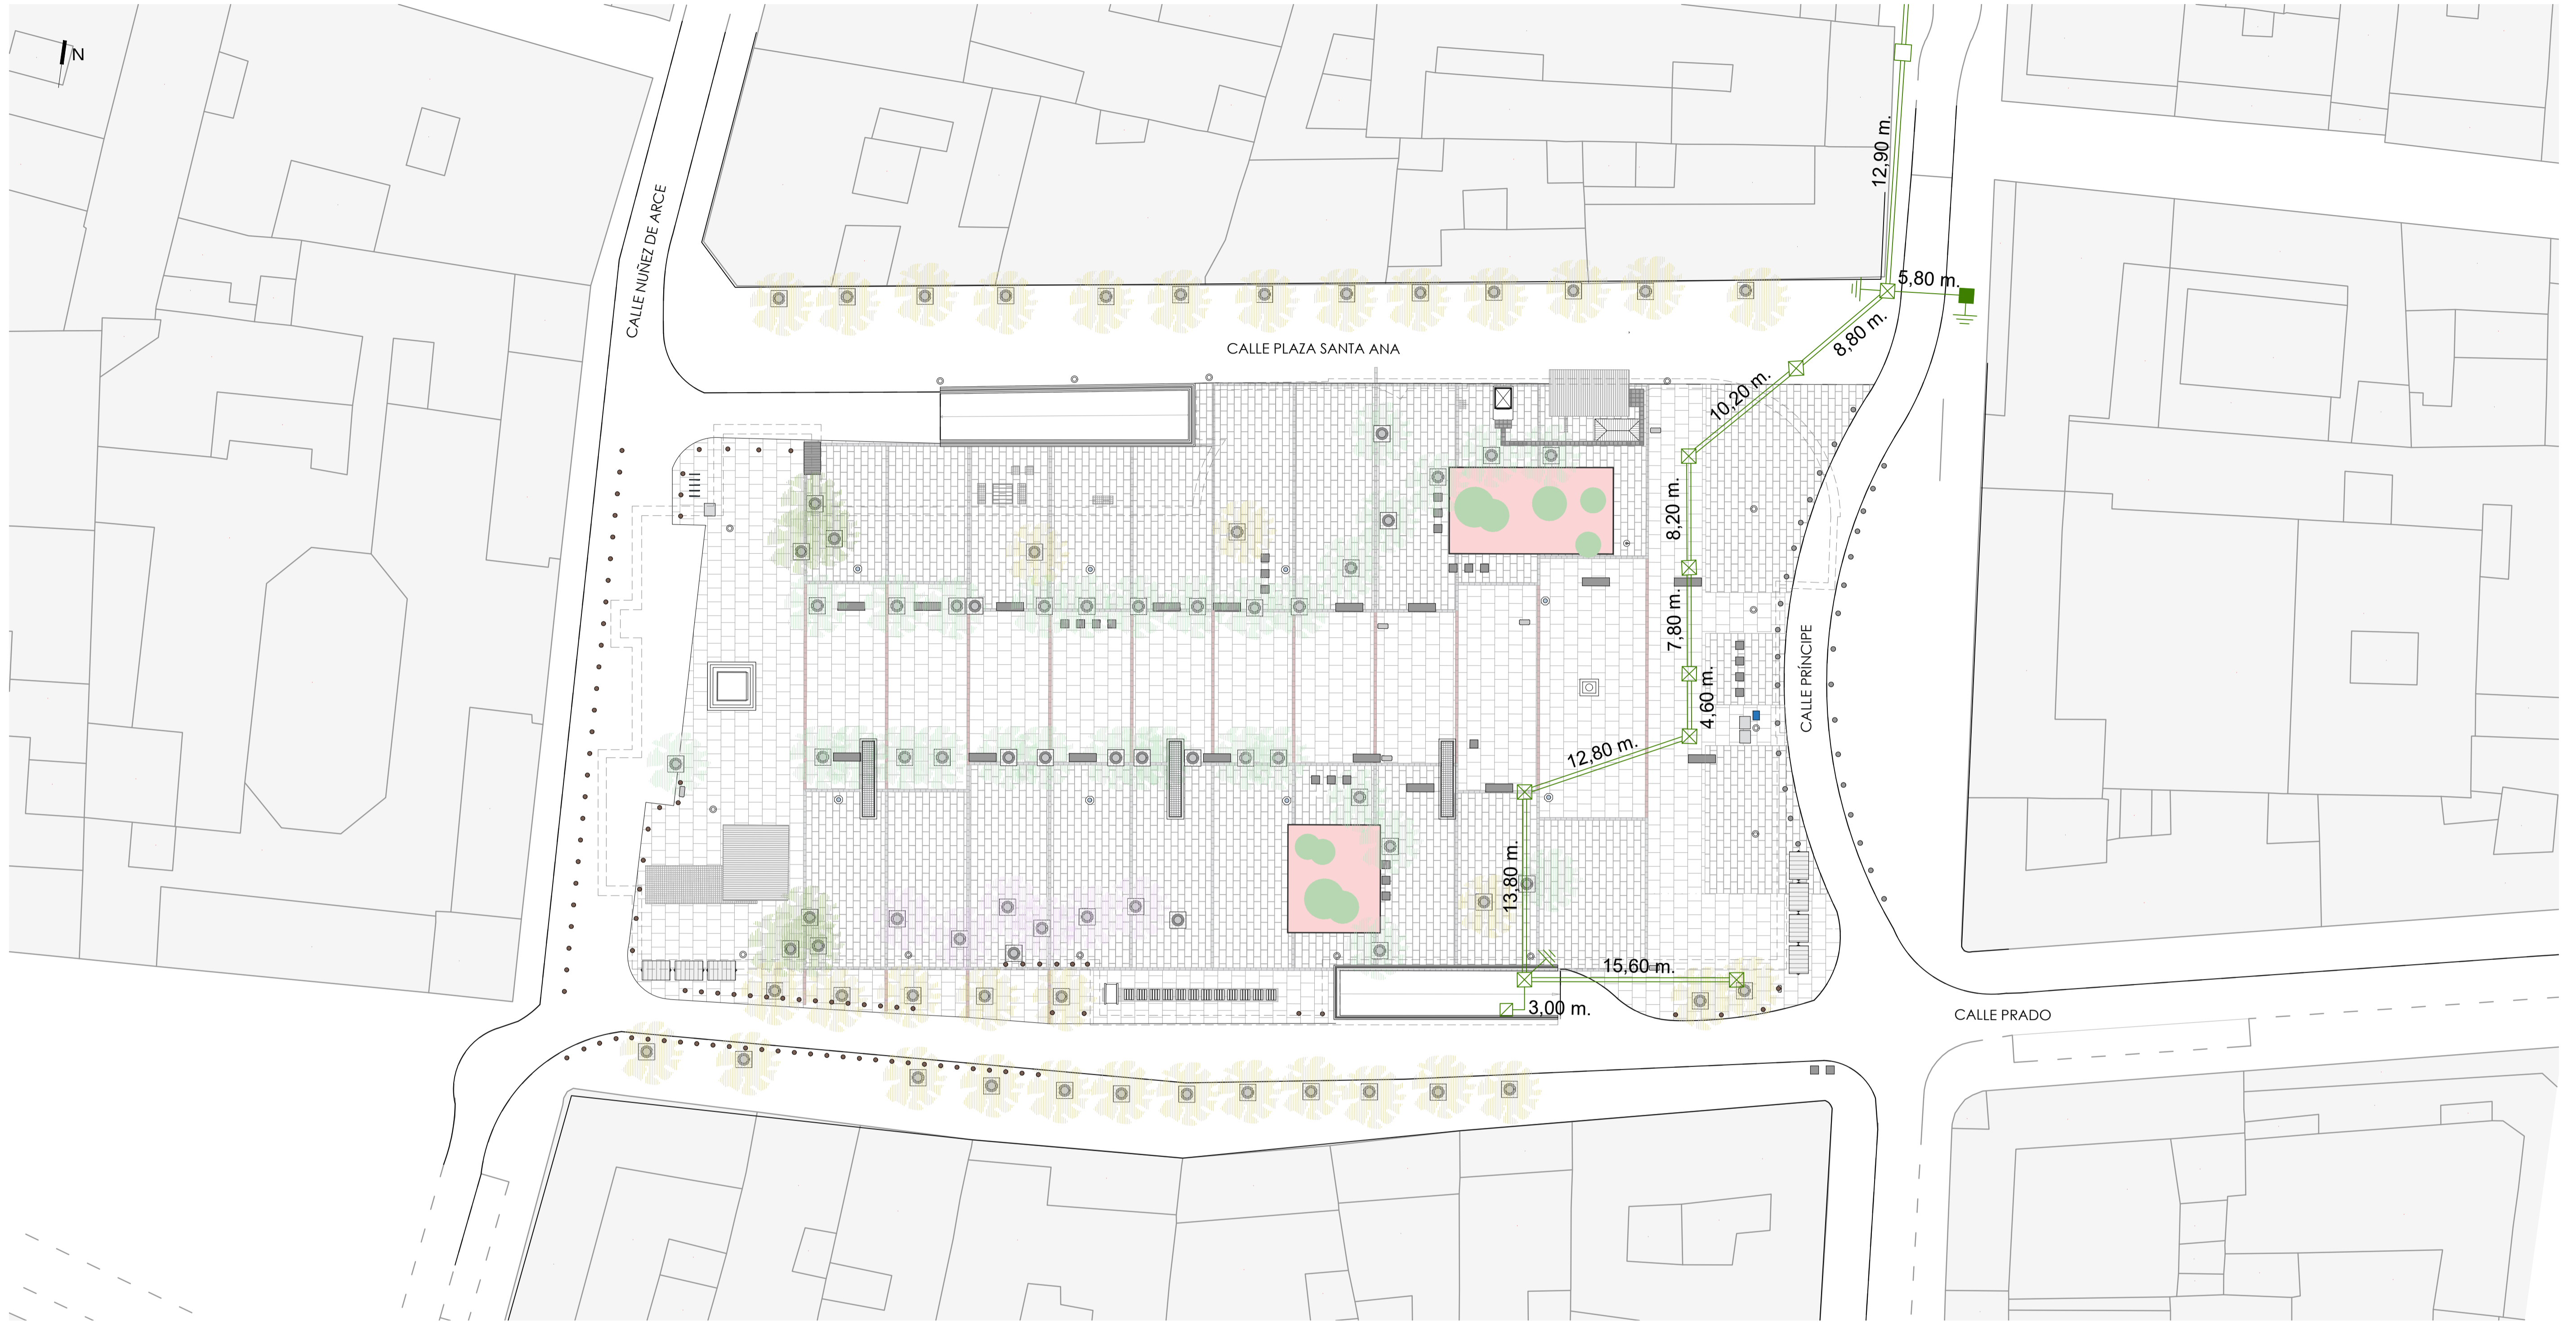 N
12,90 m.
CALLE NUÑEZ DE ARCE
5,80 m.
8,80 m.
CALLE PLAZA SANTA ANA
10,20 m.
8,20 m.
7,80 m.
CALLE PRÍNCIPE
4,60 m.
12,80 m.
13,80 m.
15,60 m.
3,00 m.
CALLE PRADO